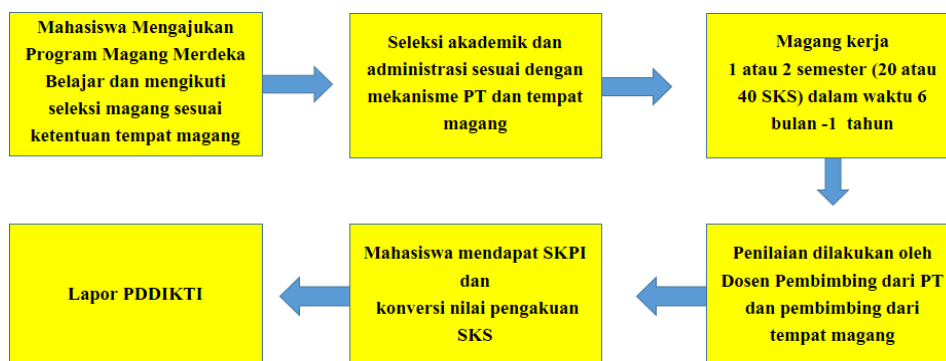 Mahasiswa Mengajukan
Program Magang Merdeka
Belajar dan mengikuti
seleksi magang sesuai
ketentuan tempat magang
Seleksi akademik dan
administrasi sesuai dengan
mekanisme PT dan tempat
magang
Magang kerja
1 atau 2 semester (20 atau
40 SKS) dalam waktu 6
bulan -1 tahun
Penilaian dilakukan oleh
Dosen Pembimbing dari PT
dan pembimbing dari
tempat magang
Mahasiswa mendapat SKPI
dan
konversi nilai pengakuan
SKS
Lapor PDDIKTI